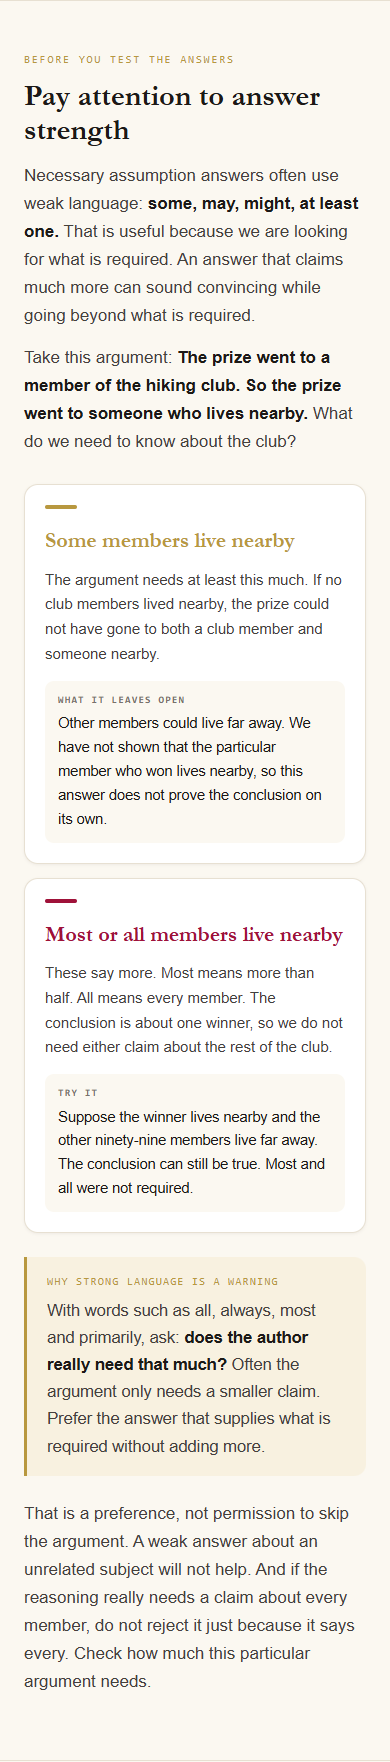 BEFORE YOU TEST THE ANSWERS
Pay attention to answer
strength
Necessary assumption answers often use
weak language: some, may, might, at least
one. That is useful because we are looking
for what is required. An answer that claims
much more can sound convincing while
going beyond what is required.
Take this argument: The prize went to a
member of the hiking club. So the prize
went to someone who lives nearby. What
do we need to know about the club?
Some members live nearby
The argument needs at least this much. If no
club members lived nearby, the prize could
not have gone to both a club member and
someone nearby.
WHAT IT LEAVES OPEN
Other members could live far away. We
have not shown that the particular
member who won lives nearby, so this
answer does not prove the conclusion on
its own.
Most or all members live nearby
These say more. Most means more than
half. All means every member. The
conclusion is about one winner, so we do not
need either claim about the rest of the club.
TRY IT
Suppose the winner lives nearby and the
other ninety-nine members live far away.
The conclusion can still be true. Most and
all were not required.
WHY STRONG LANGUAGE IS A WARNING
With words such as all, always, most
and primarily, ask: does the author
really need that much? Often the
argument only needs a smaller claim.
Prefer the answer that supplies what is
required without adding more.
That is a preference, not permission to skip
the argument. A weak answer about an
unrelated subject will not help. And if the
reasoning really needs a claim about every
member, do not reject it just because it says
every. Check how much this particular
argument needs.